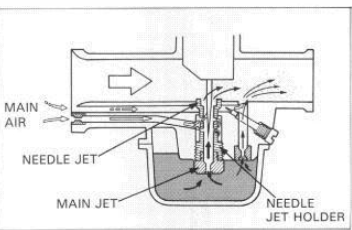 MAIN
AIR
NEEDLE JET
MAIN JET
NEEDLE
JET HOLDER